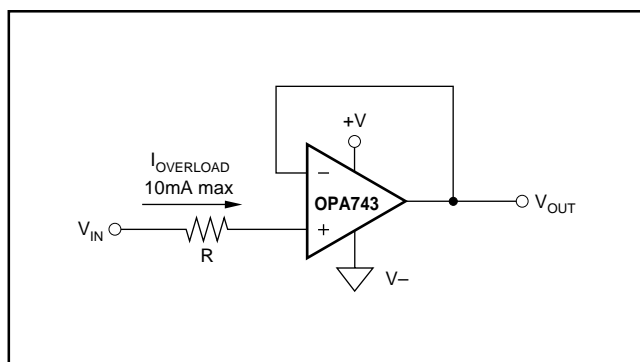 +V
I_OVERLOAD
10mA max
–
OPA743
V_IN
+
V_OUT
R
V–